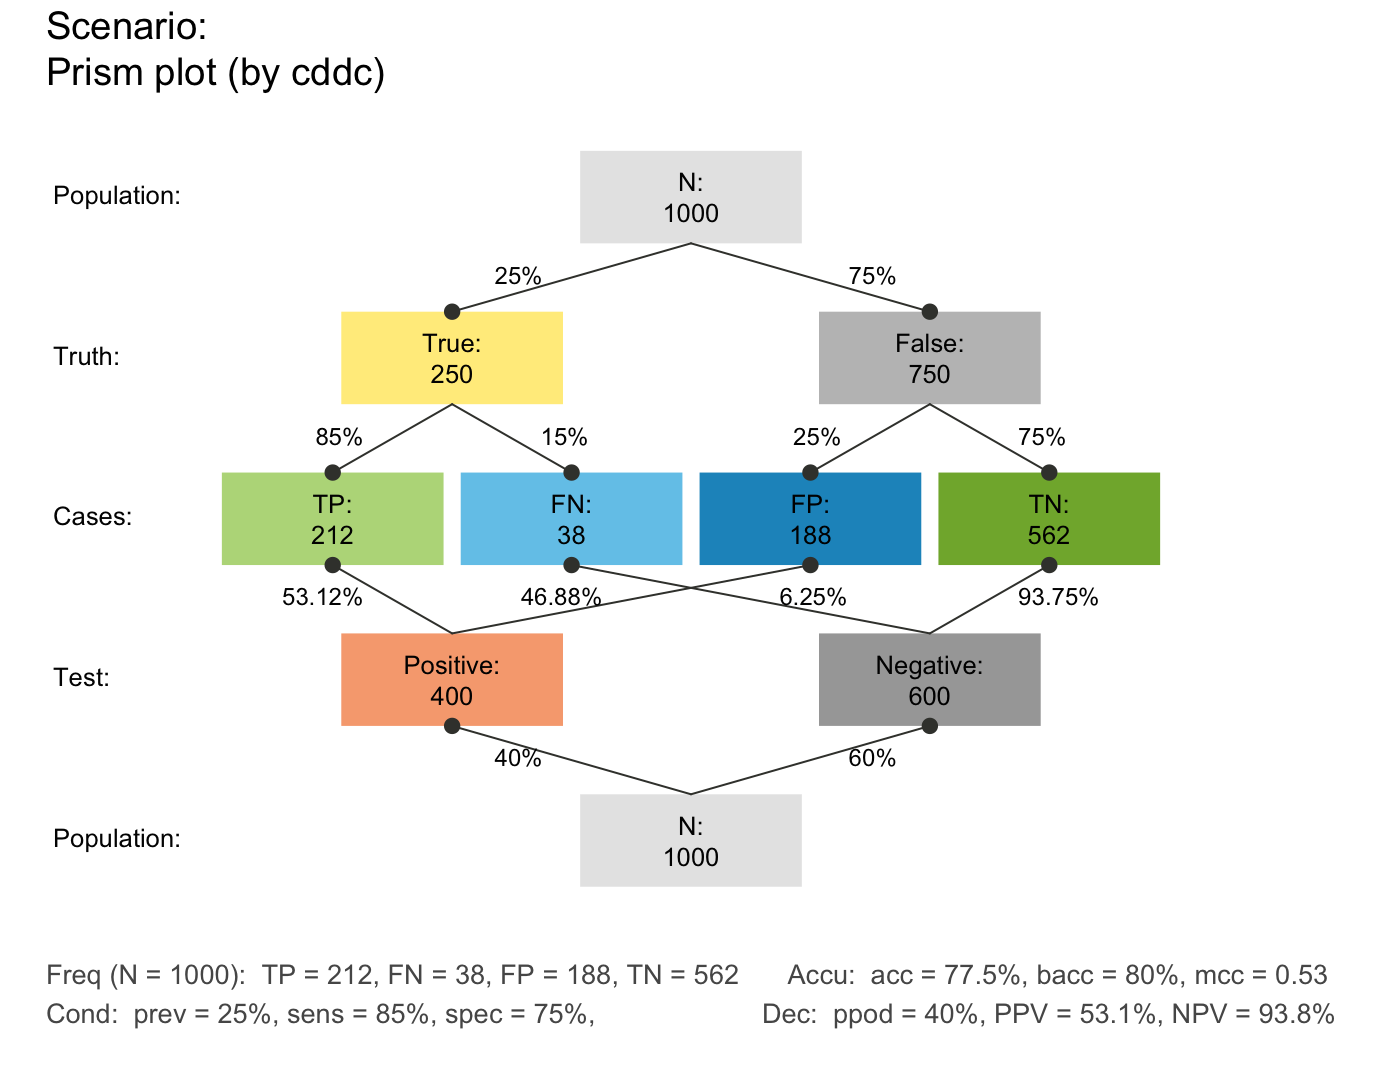 Scenario:
Prism plot (by cddc)
Population:
N:
1000
25%
75%
Truth:
True:
250
False:
750
85%
15%
25%
75%
Cases:
TP:
212
FN:
38
FP:
188
TN:
562
53.12%
46.88%
6.25%
93.75%
Test:
Positive:
400
Negative:
600
40%
60%
Population:
N:
1000
Freq (N = 1000):  TP = 212, FN = 38, FP = 188, TN = 562
Accu:  acc = 77.5%, bacc = 80%, mcc = 0.53
Cond:  prev = 25%, sens = 85%, spec = 75%,
Dec:  ppod = 40%, PPV = 53.1%, NPV = 93.8%